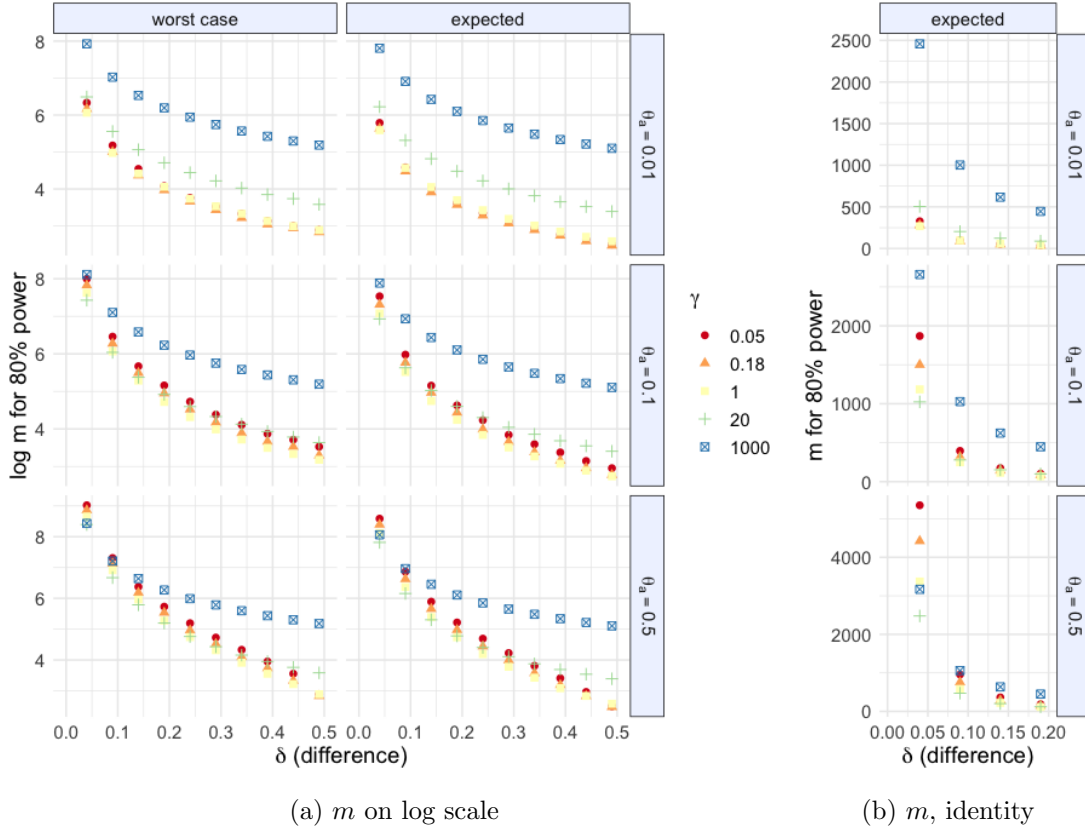 worst case
expected
expected
8
6
4
θa = 0.01
2500
2000
1500
1000
500
0
θa = 0.01
log m for 80% power
8
6
4
θa = 0.1
γ
0.05
0.18
1
20
1000
m for 80% power
2000
1000
0
θa = 0.1
8
6
4
θa = 0.5
4000
2000
0
θa = 0.5
0.0 0.1 0.2 0.3 0.4 0.5
0.0 0.1 0.2 0.3 0.4 0.5
0.00 0.05 0.10 0.15 0.20
δ (difference)
δ (difference)
(a) m on log scale
(b) m, identity